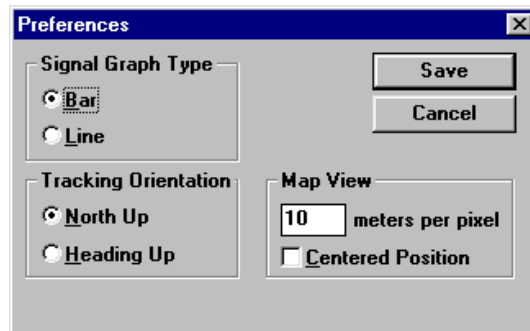 Preferences
Signal Graph Type
Bar
Line
Save
Cancel
Tracking Orientation
North Up
Heading Up
Map View
10 meters per pixel
Centered Position